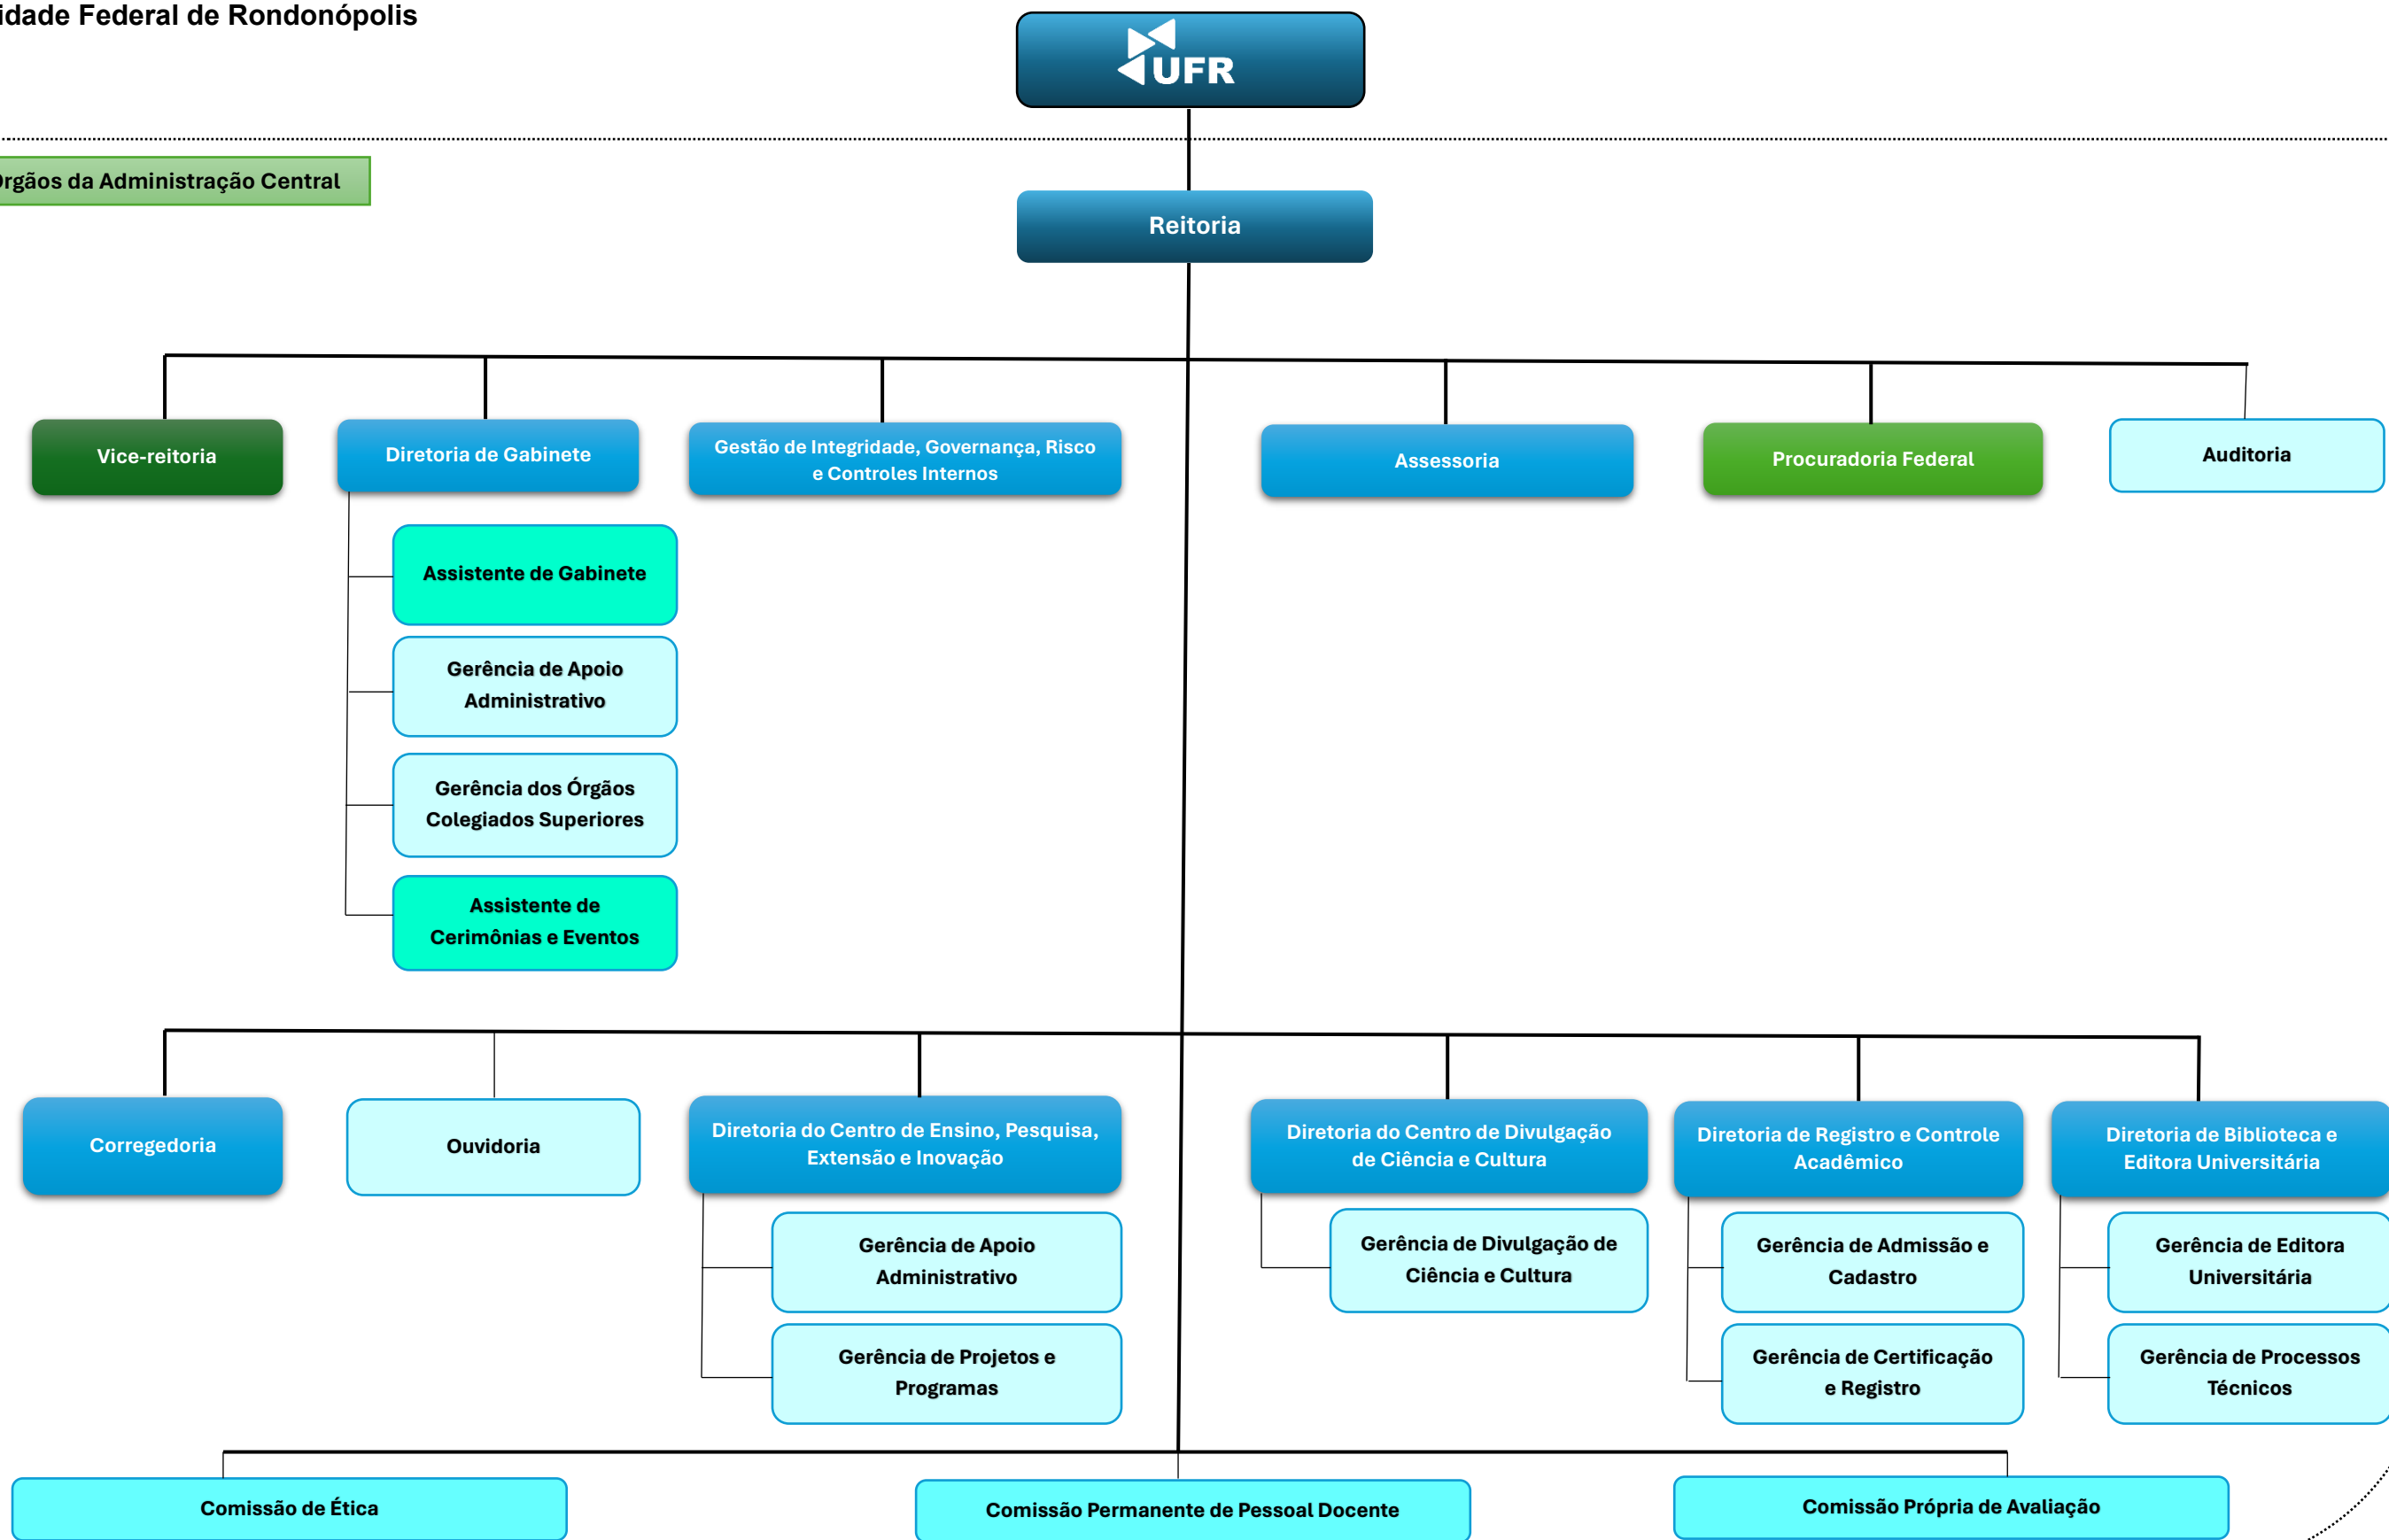 idade Federal de Rondonópolis
UFR
Órgãos da Administração Central
Reitoria
Vice-reitoria
Diretoria de Gabinete
Gestão de Integridade, Governança, Risco
e Controles Internos
Assessoria
Procuradoria Federal
Auditoria
Assistente de Gabinete
Gerência de Apoio
Administrativo
Gerência dos Órgãos
Colegiados Superiores
Assistente de
Cerimônias e Eventos
Corregedoria
Ouvidoria
Diretoria do Centro de Ensino, Pesquisa,
Extensão e Inovação
Diretoria do Centro de Divulgação
de Ciência e Cultura
Diretoria de Registro e Controle
Acadêmico
Diretoria de Biblioteca e
Editora Universitária
Gerência de Apoio
Administrativo
Gerência de Divulgação de
Ciência e Cultura
Gerência de Admissão e
Cadastro
Gerência de Editora
Universitária
Gerência de Projetos e
Programas
Gerência de Certificação
e Registro
Gerência de Processos
Técnicos
Comissão de Ética
Comissão Permanente de Pessoal Docente
Comissão Própria de Avaliação